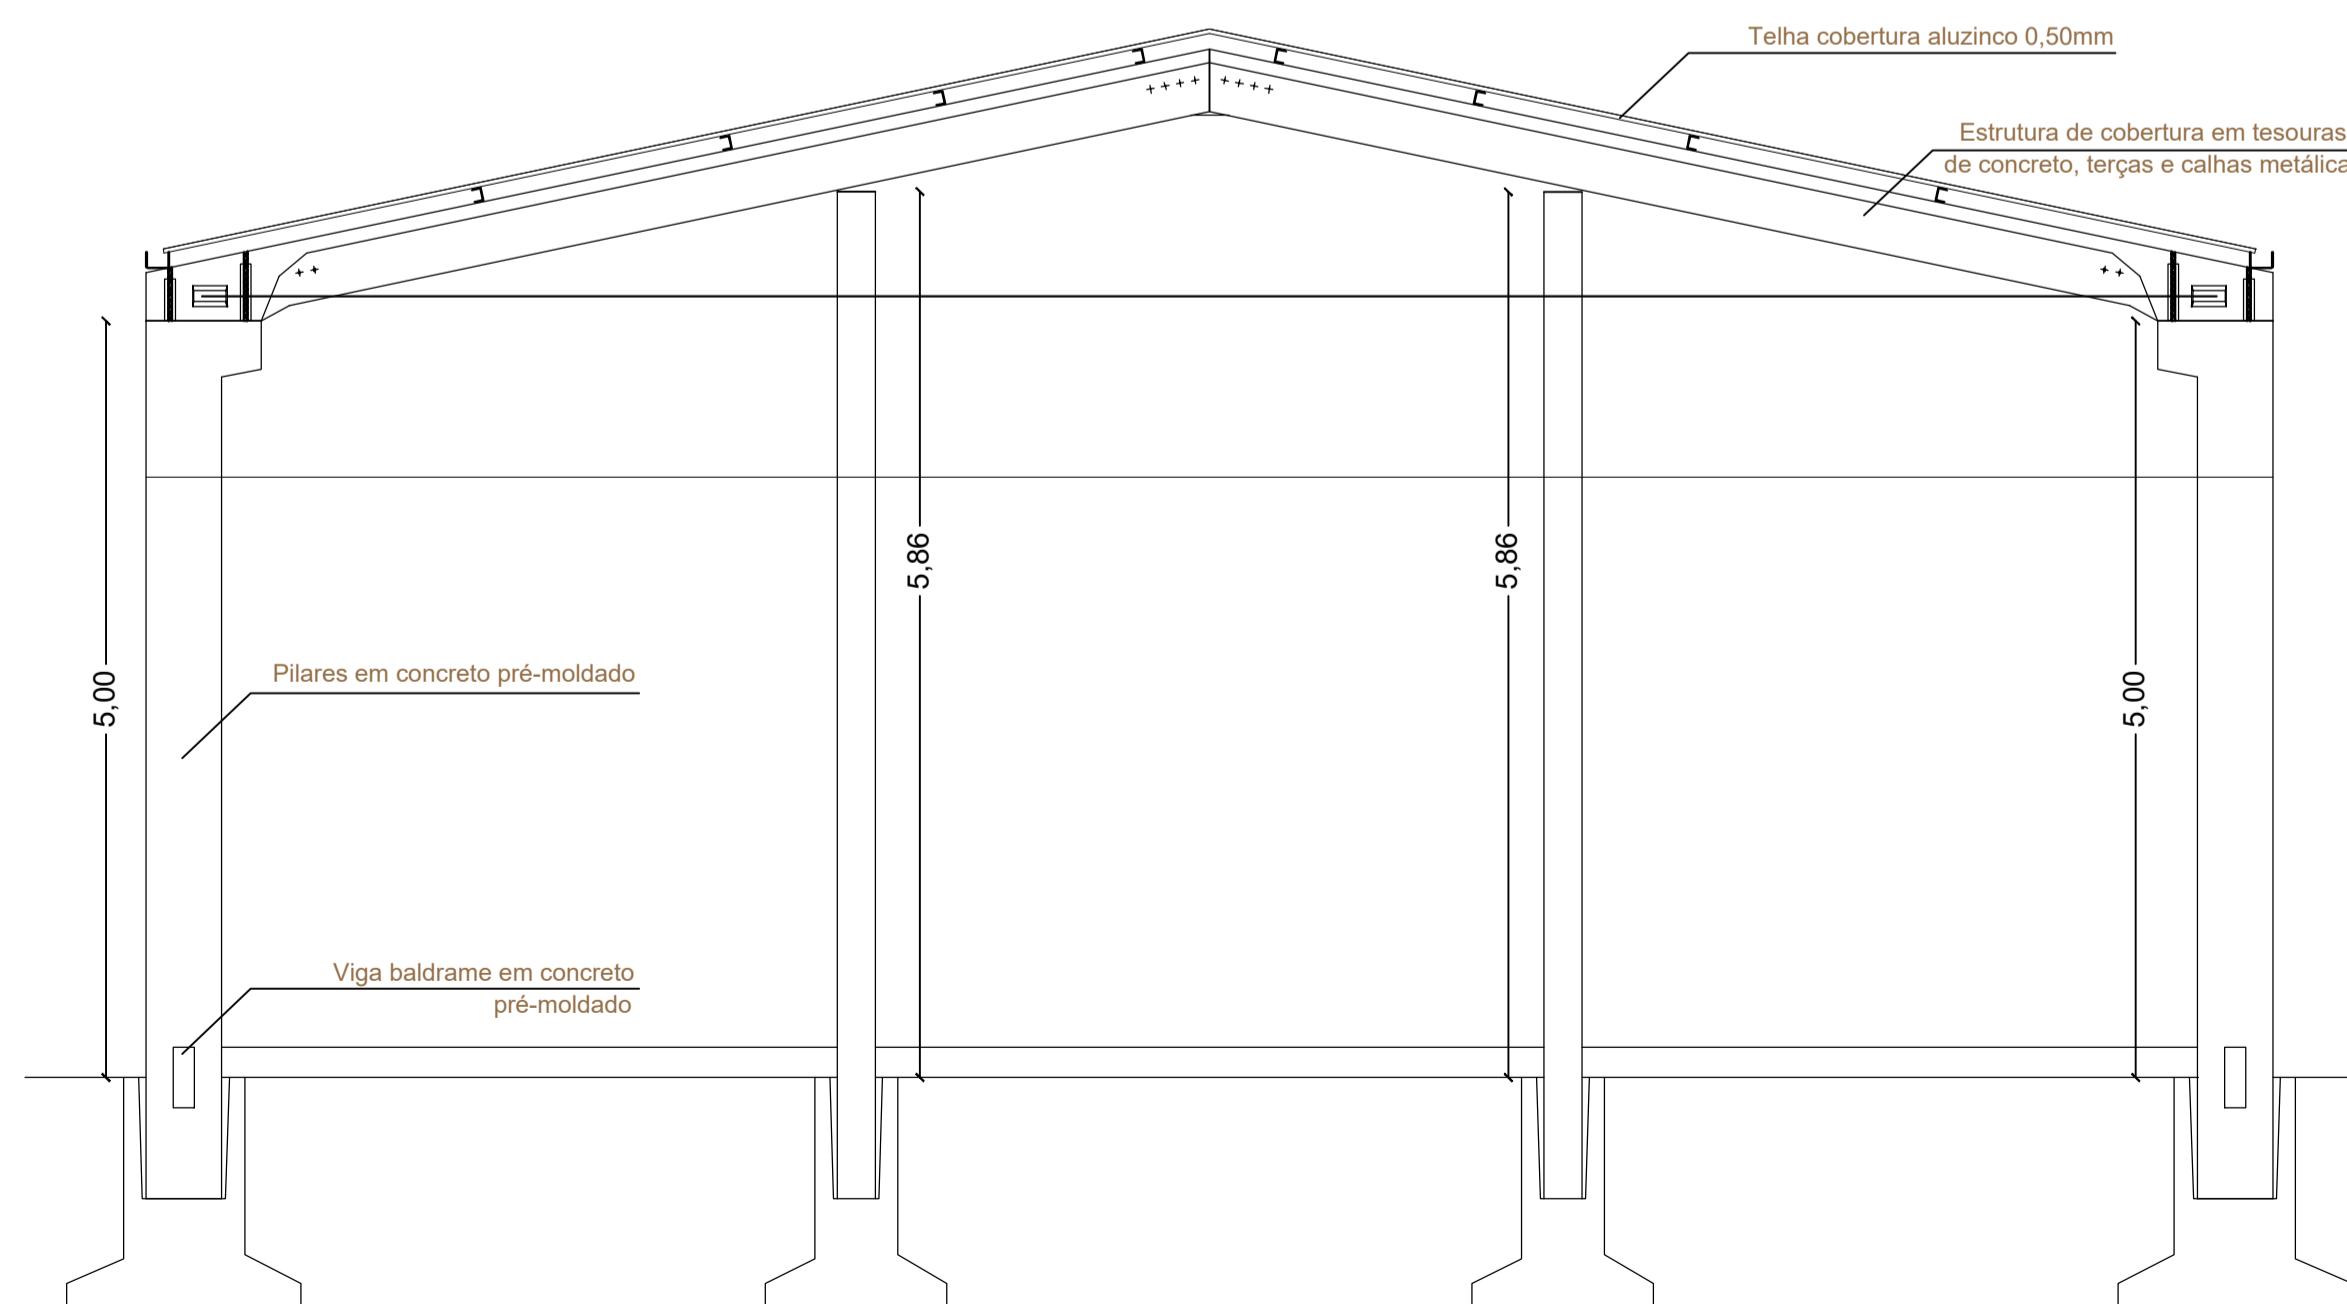 Telha cobertura aluzinco 0,50mm
Estrutura de cobertura em tesouras
de concreto, terças e calhas metálica
5,86
5,86
5,00
5,00
Pilares em concreto pré-moldado
Viga baldrame em concreto
pré-moldado